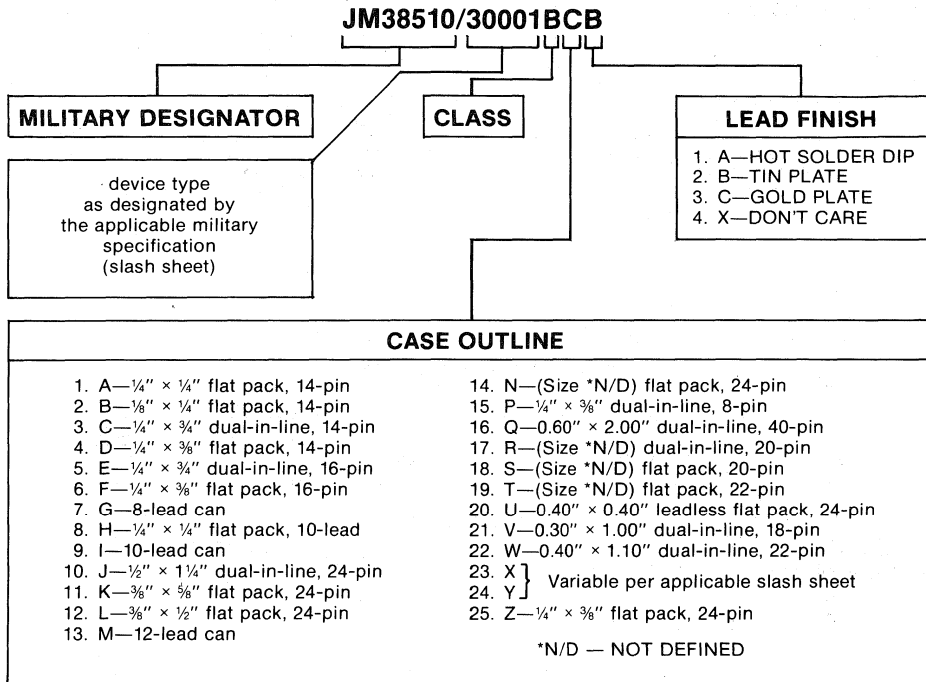 JM38510/30001BCB
MILITARY DESIGNATOR
CLASS
LEAD FINISH
1. A—HOT SOLDER DIP
2. B—TIN PLATE
3. C—GOLD PLATE
4. X—DON'T CARE
device type
as designated by
the applicable military
specification
(slash sheet)
CASE OUTLINE
1. A—¼″ × ¼″ flat pack, 14-pin
2. B—⅛″ × ¼″ flat pack, 14-pin
3. C—¼″ × ¾″ dual-in-line, 14-pin
4. D—¼″ × ⅜″ flat pack, 14-pin
5. E—¼″ × ¾″ dual-in-line, 16-pin
6. F—¼″ × ⅜″ flat pack, 16-pin
7. G—8-lead can
8. H—¼″ × ¼″ flat pack, 10-lead
9. I—10-lead can
10. J—½″ × 1¼″ dual-in-line, 24-pin
11. K—⅜″ × ⅝″ flat pack, 24-pin
12. L—⅜″ × ½″ flat pack, 24-pin
13. M—12-lead can
14. N—(Size *N/D) flat pack, 24-pin
15. P—¼″ × ⅜″ dual-in-line, 8-pin
16. Q—0.60″ × 2.00″ dual-in-line, 40-pin
17. R—(Size *N/D) dual-in-line, 20-pin
18. S—(Size *N/D) flat pack, 20-pin
19. T—(Size *N/D) flat pack, 22-pin
20. U—0.40″ × 0.40″ leadless flat pack, 24-pin
21. V—0.30″ × 1.00″ dual-in-line, 18-pin
22. W—0.40″ × 1.10″ dual-in-line, 22-pin
23. X
24. Y
Variable per applicable slash sheet
25. Z—¼″ × ⅜″ flat pack, 24-pin
*N/D — NOT DEFINED